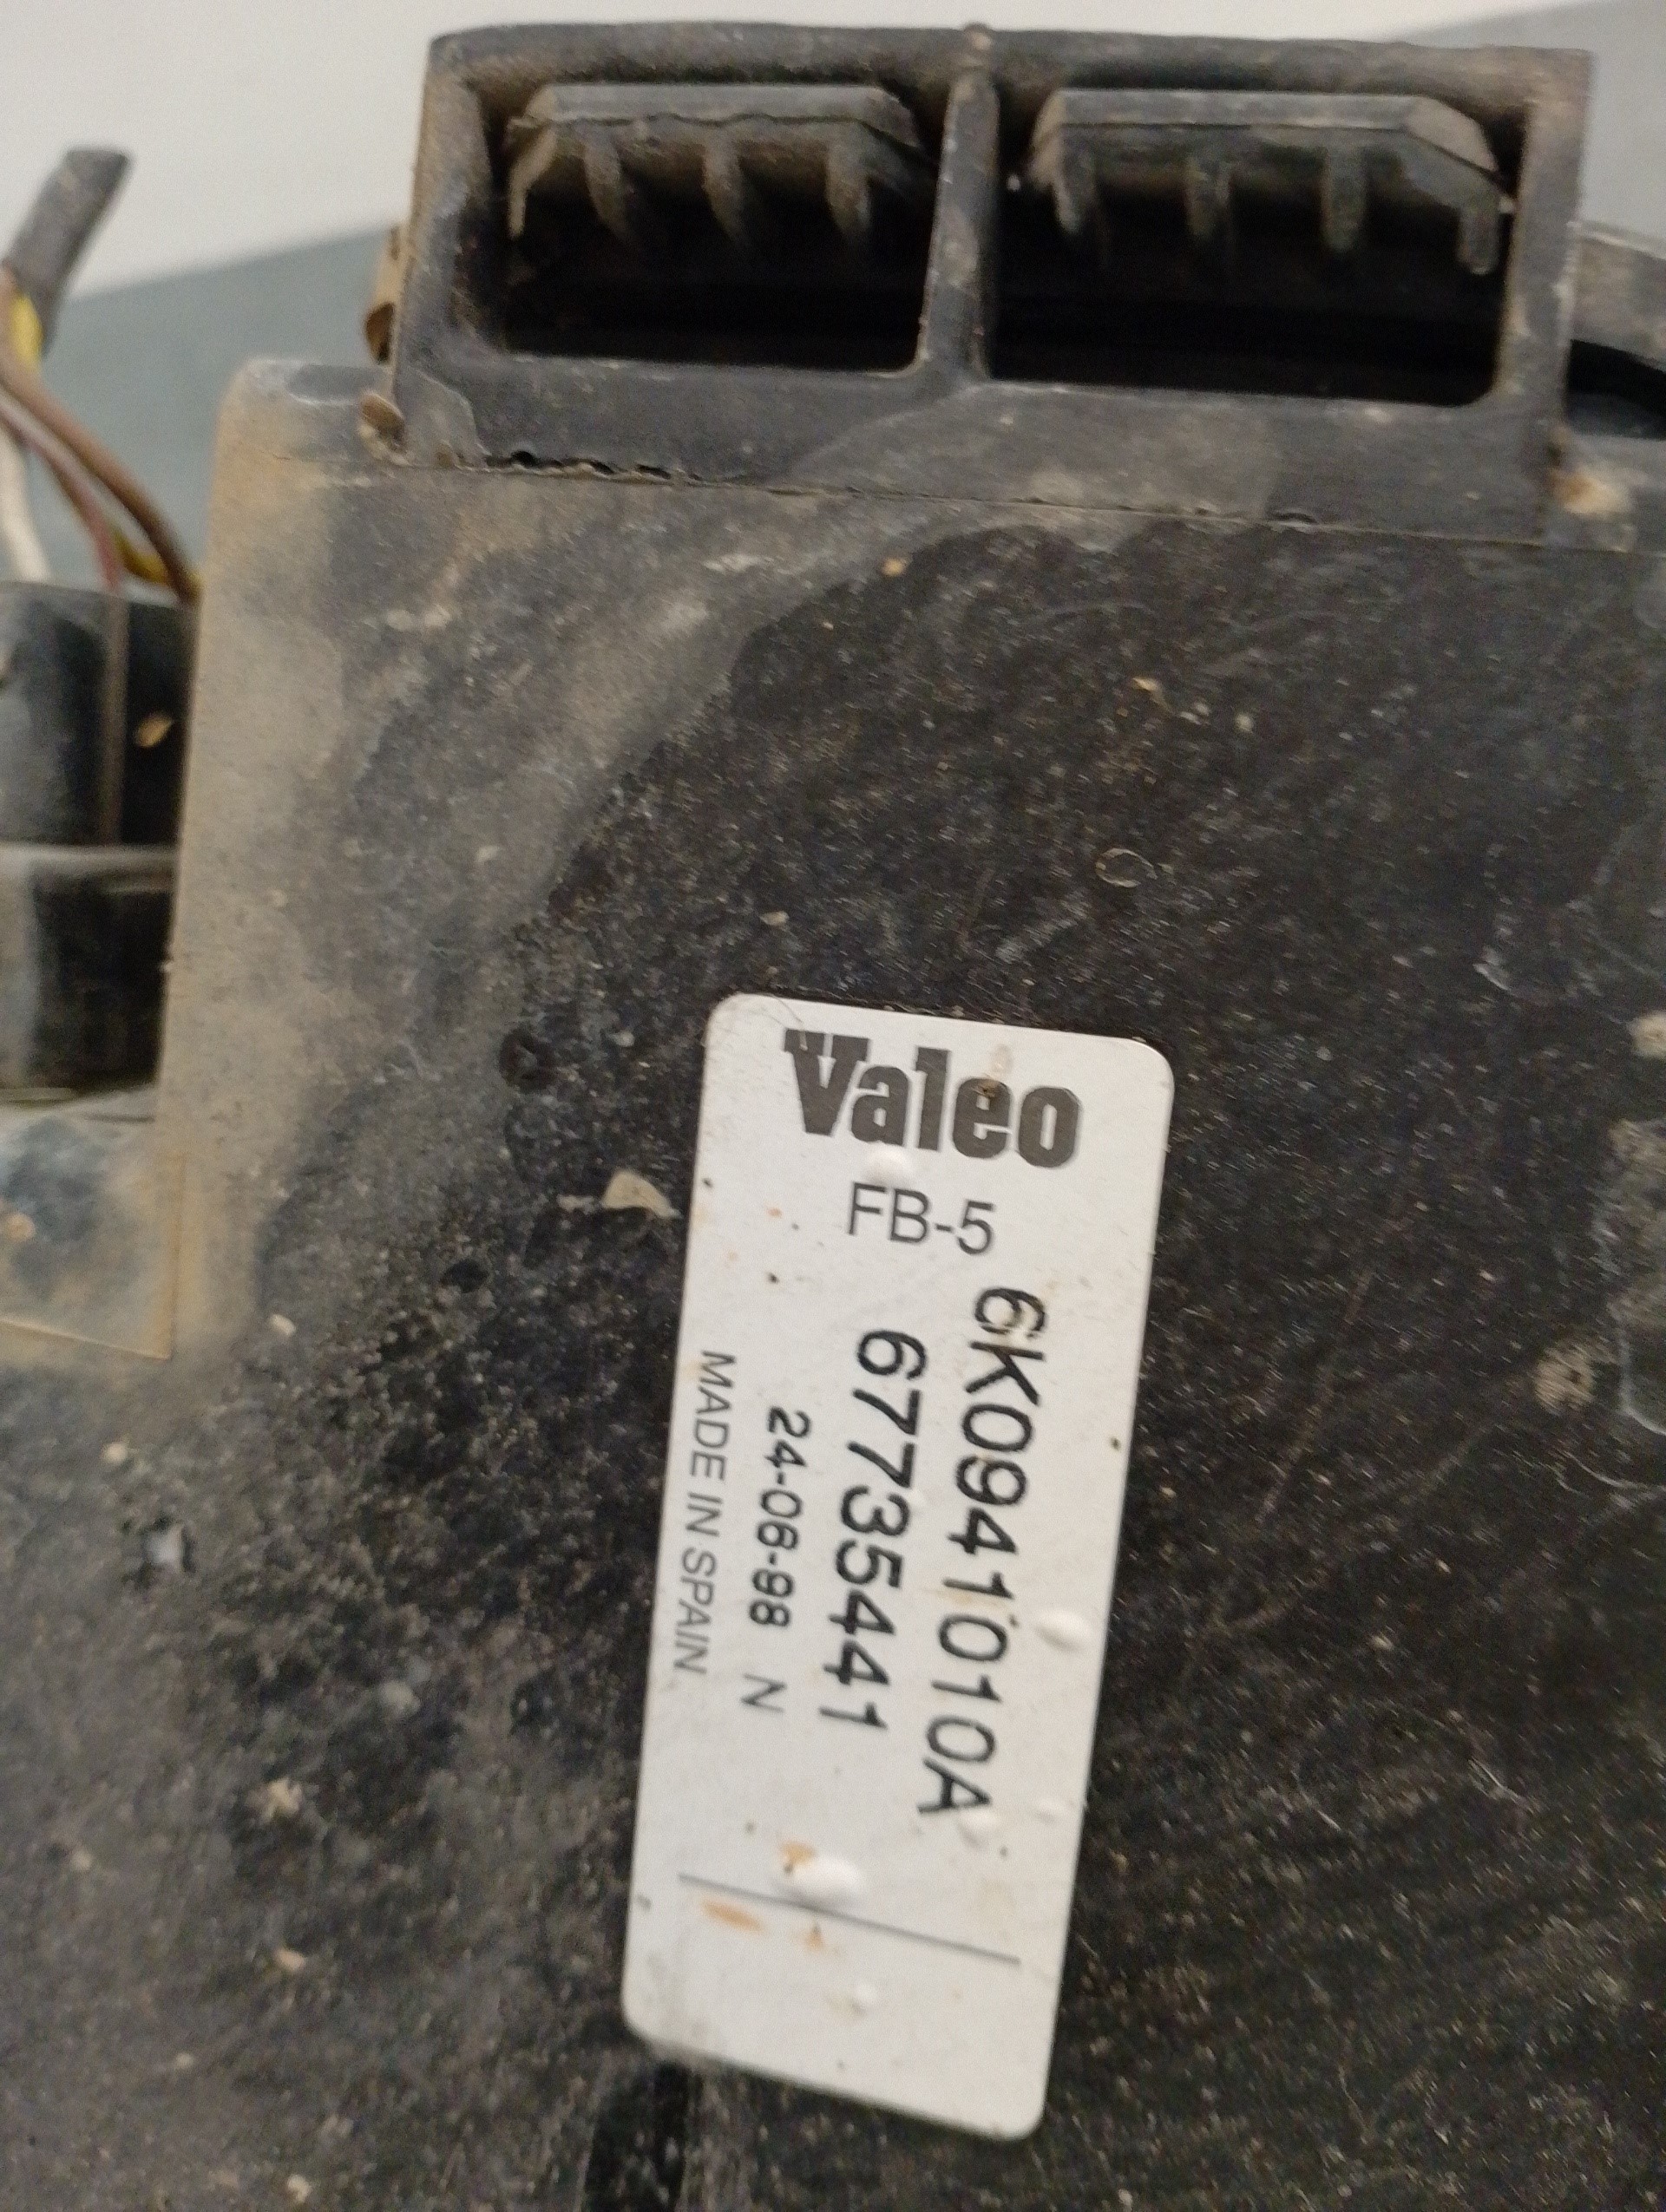 Valeo
FB-5
6K0941010A
67735441
24-06-98 N
MADE IN SPAIN